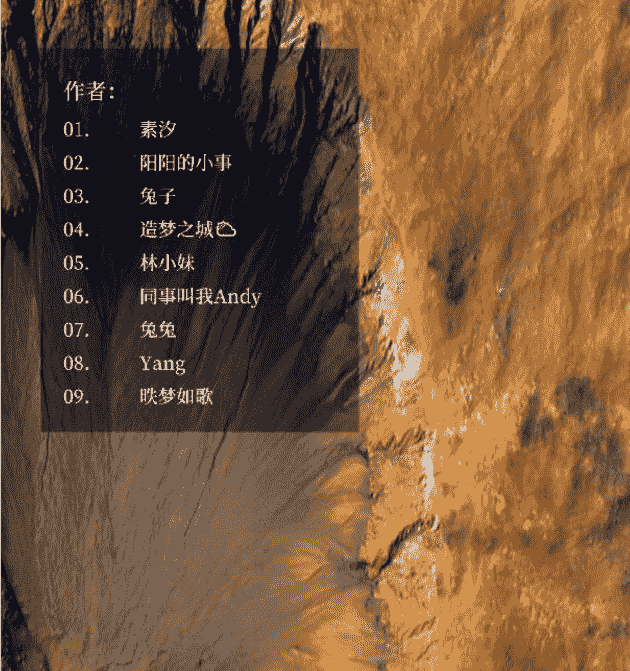 作者:
01. 素汐
02. 阳阳的小事
03. 兔子
04. 造梦之城
05. 林小妹
06. 同事叫我Andy
07. 兔兔
08. Yang
09. 昳梦如歌